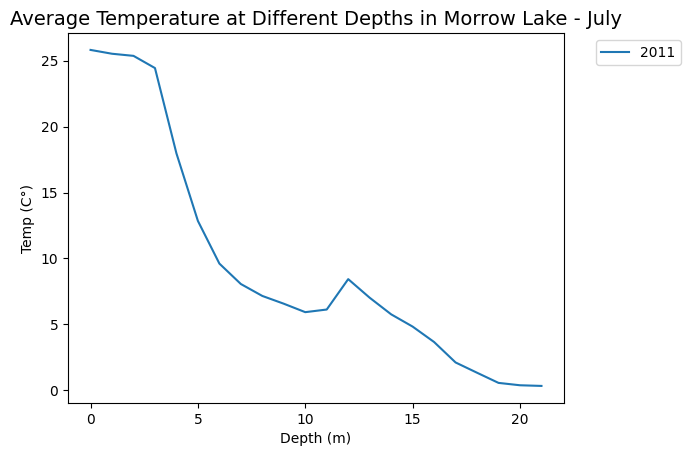 Average Temperature at Different Depths in Morrow Lake - July
2011
25
20
15
10
5
0
Temp (C°)
0 5 10 15 20
Depth (m)